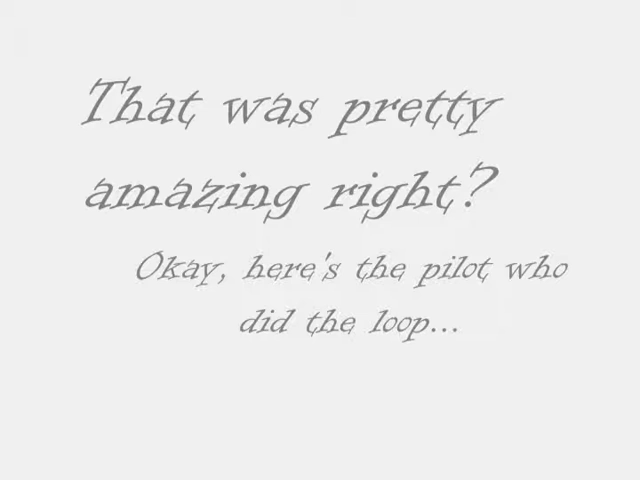 That was pretty
amazing right?
Okay, here's the pilot who
did the loop...